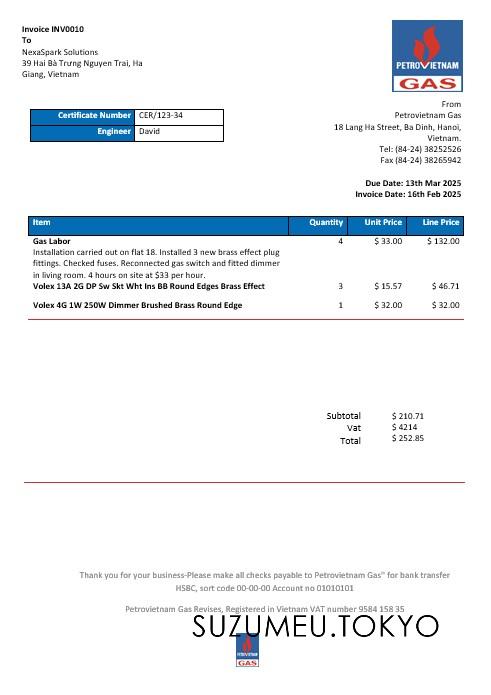 Invoice INV0010
To
NexaSpark Solutions
39 Hai Bà Trưng Nguyen Trai, Ha
Giang, Vietnam
PETROVIETNAM
GAS
Certificate Number CER/123-34
Engineer David
From
Petrovietnam Gas
18 Lang Ha Street, Ba Dinh, Hanoi,
Vietnam.
Tel: (84-24) 38252526
Fax (84-24) 38265942
Due Date: 13th Mar 2025
Invoice Date: 16th Feb 2025
Item Quantity Unit Price Line Price
Gas Labor 4 $ 33.00 $ 132.00
Installation carried out on flat 18. Installed 3 new brass effect plug
fittings. Checked fuses. Reconnected gas switch and fitted dimmer
in living room. 4 hours on site at $33 per hour.
Volex 13A 2G DP Sw Skt Wht Ins BB Round Edges Brass Effect 3 $ 15.57 $ 46.71
Volex 4G 1W 250W Dimmer Brushed Brass Round Edge 1 $ 32.00 $ 32.00
Subtotal $ 210.71
Vat $ 4214
Total $ 252.85
Thank you for your business-Please make all checks payable to Petrovietnam Gas" for bank transfer
HSBC, sort code 00-00-00 Account no 01010101
Petrovietnam Gas Revises, Registered in Vietnam VAT number 9584 158 35
SUZUMEU.TOKYO
PETROVIETNAM
GAS